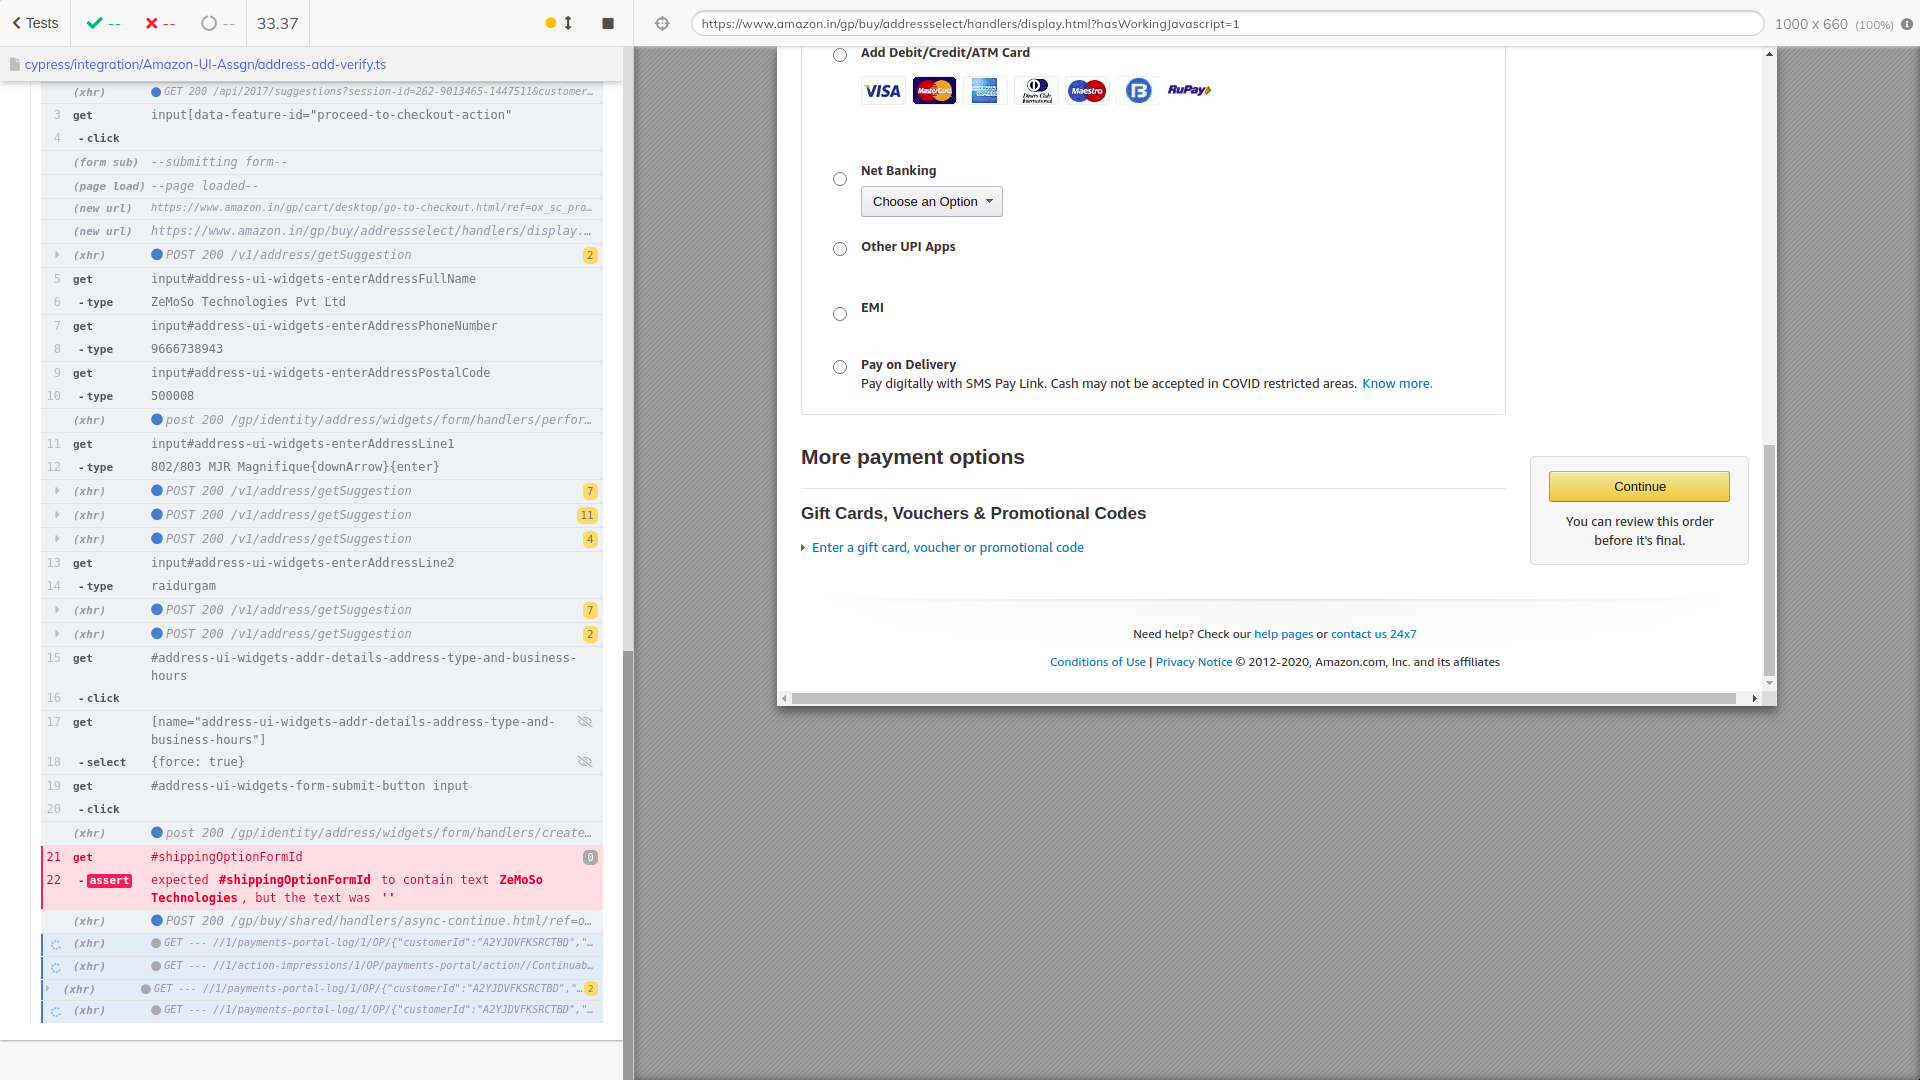 Tests
--
--
--
33.37
https://www.amazon.in/gp/buy/addressselect/handlers/display.html?hasWorkingJavascript=1
1000 x 660 (100%)
cypress/integration/Amazon-UI-Assgn/address-add-verify.ts
(xhr) GET 200 /api/2017/suggestions?session-id=262-9013465-1447511&customer...
3 get input[data-feature-id="proceed-to-checkout-action"
4 -click
(form sub) --submitting form--
(page load) --page loaded--
(new url) https://www.amazon.in/gp/cart/desktop/go-to-checkout.html/ref=ox_sc_pro...
(new url) https://www.amazon.in/gp/buy/addressselect/handlers/display....
(xhr) POST 200 /v1/address/getSuggestion 2
5 get input#address-ui-widgets-enterAddressFullName
6 -type ZeMoSo Technologies Pvt Ltd
7 get input#address-ui-widgets-enterAddressPhoneNumber
8 -type 9666738943
9 get input#address-ui-widgets-enterAddressPostalCode
10 -type 500008
(xhr) post 200 /gp/identity/address/widgets/form/handlers/perfor...
11 get input#address-ui-widgets-enterAddressLine1
12 -type 802/803 MJR Magnifique{downArrow}{enter}
(xhr) POST 200 /v1/address/getSuggestion 7
(xhr) POST 200 /v1/address/getSuggestion 11
(xhr) POST 200 /v1/address/getSuggestion 4
13 get input#address-ui-widgets-enterAddressLine2
14 -type raidurgam
(xhr) POST 200 /v1/address/getSuggestion 7
(xhr) POST 200 /v1/address/getSuggestion 2
15 get #address-ui-widgets-addr-details-address-type-and-business-
hours
16 -click
17 get [name="address-ui-widgets-addr-details-address-type-and-
business-hours"]
18 -select {force: true}
19 get #address-ui-widgets-form-submit-button input
20 -click
(xhr) post 200 /gp/identity/address/widgets/form/handlers/create...
21 get #shippingOptionFormId 0
22 -assert expected #shippingOptionFormId to contain text ZeMoSo
Technologies, but the text was ''
(xhr) POST 200 /gp/buy/shared/handlers/async-continue.html/ref=o...
(xhr) GET --- //1/payments-portal-log/1/OP/{"customerId":"A2YJDVFKSRCTBD","...
(xhr) GET --- //1/action-impressions/1/OP/payments-portal/action//Continuab...
(xhr) GET --- //1/payments-portal-log/1/OP/{"customerId":"A2YJDVFKSRCTBD","... 2
(xhr) GET --- //1/payments-portal-log/1/OP/{"customerId":"A2YJDVFKSRCTBD","...
Add Debit/Credit/ATM Card
VISA MasterCard Diners Club International Maestro B RuPay
Net Banking
Choose an Option
Other UPI Apps
EMI
Pay on Delivery
Pay digitally with SMS Pay Link. Cash may not be accepted in COVID restricted areas. Know more.
More payment options
Gift Cards, Vouchers & Promotional Codes
Enter a gift card, voucher or promotional code
Continue
You can review this order
before it's final.
Need help? Check our help pages or contact us 24x7
Conditions of Use | Privacy Notice © 2012-2020, Amazon.com, Inc. and its affiliates